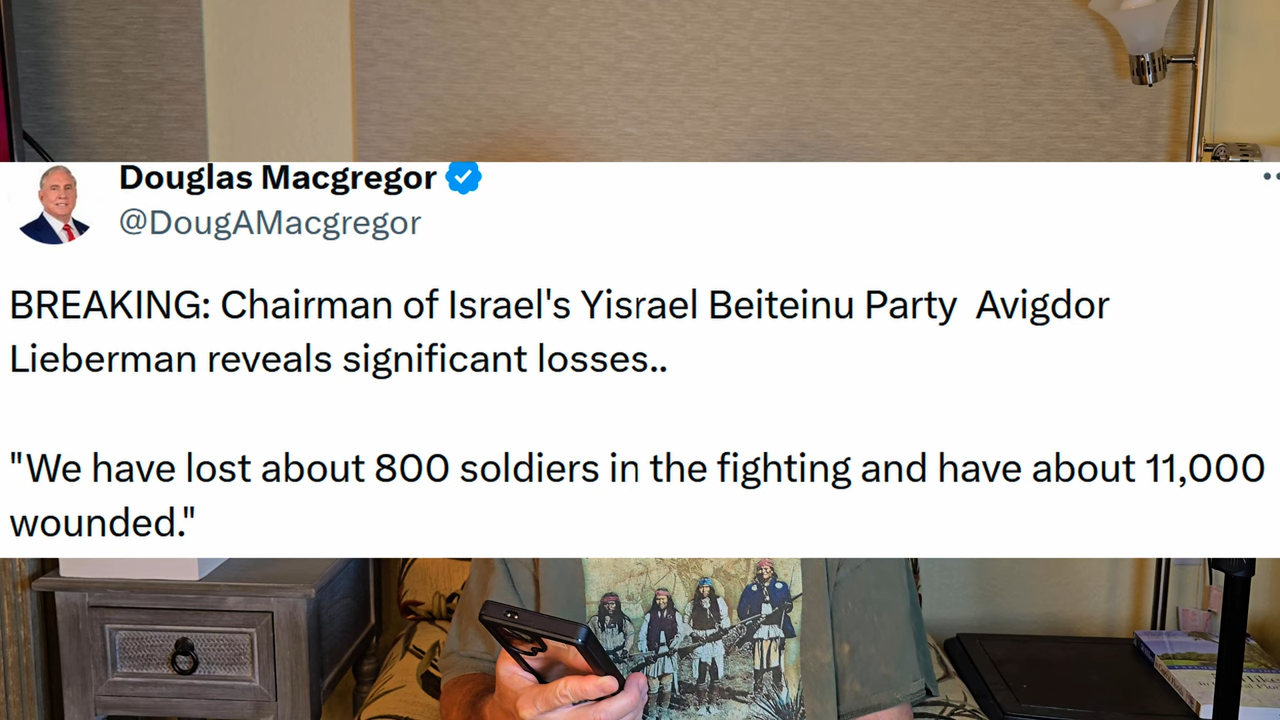 Douglas Macgregor
@DougAMacgregor
BREAKING: Chairman of Israel's Yisrael Beiteinu Party Avigdor
Lieberman reveals significant losses..
"We have lost about 800 soldiers in the fighting and have about 11,000
wounded."